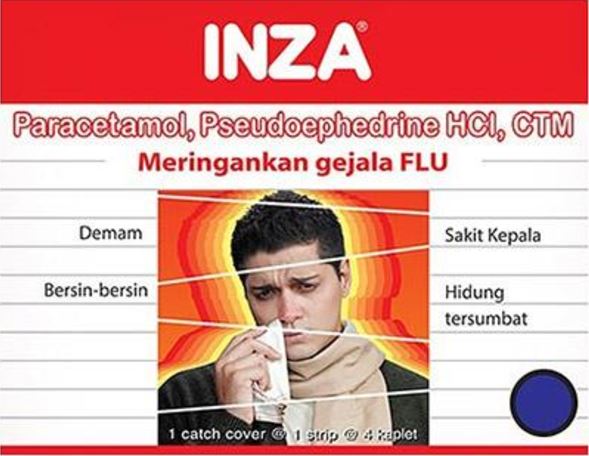 INZA®
Paracetamol, Pseudoephedrine HCl, CTM
Meringankan gejala FLU
Demam
Bersin-bersin
Sakit Kepala
Hidung
tersumbat
1 catch cover @ 1 strip @ 4 kaplet